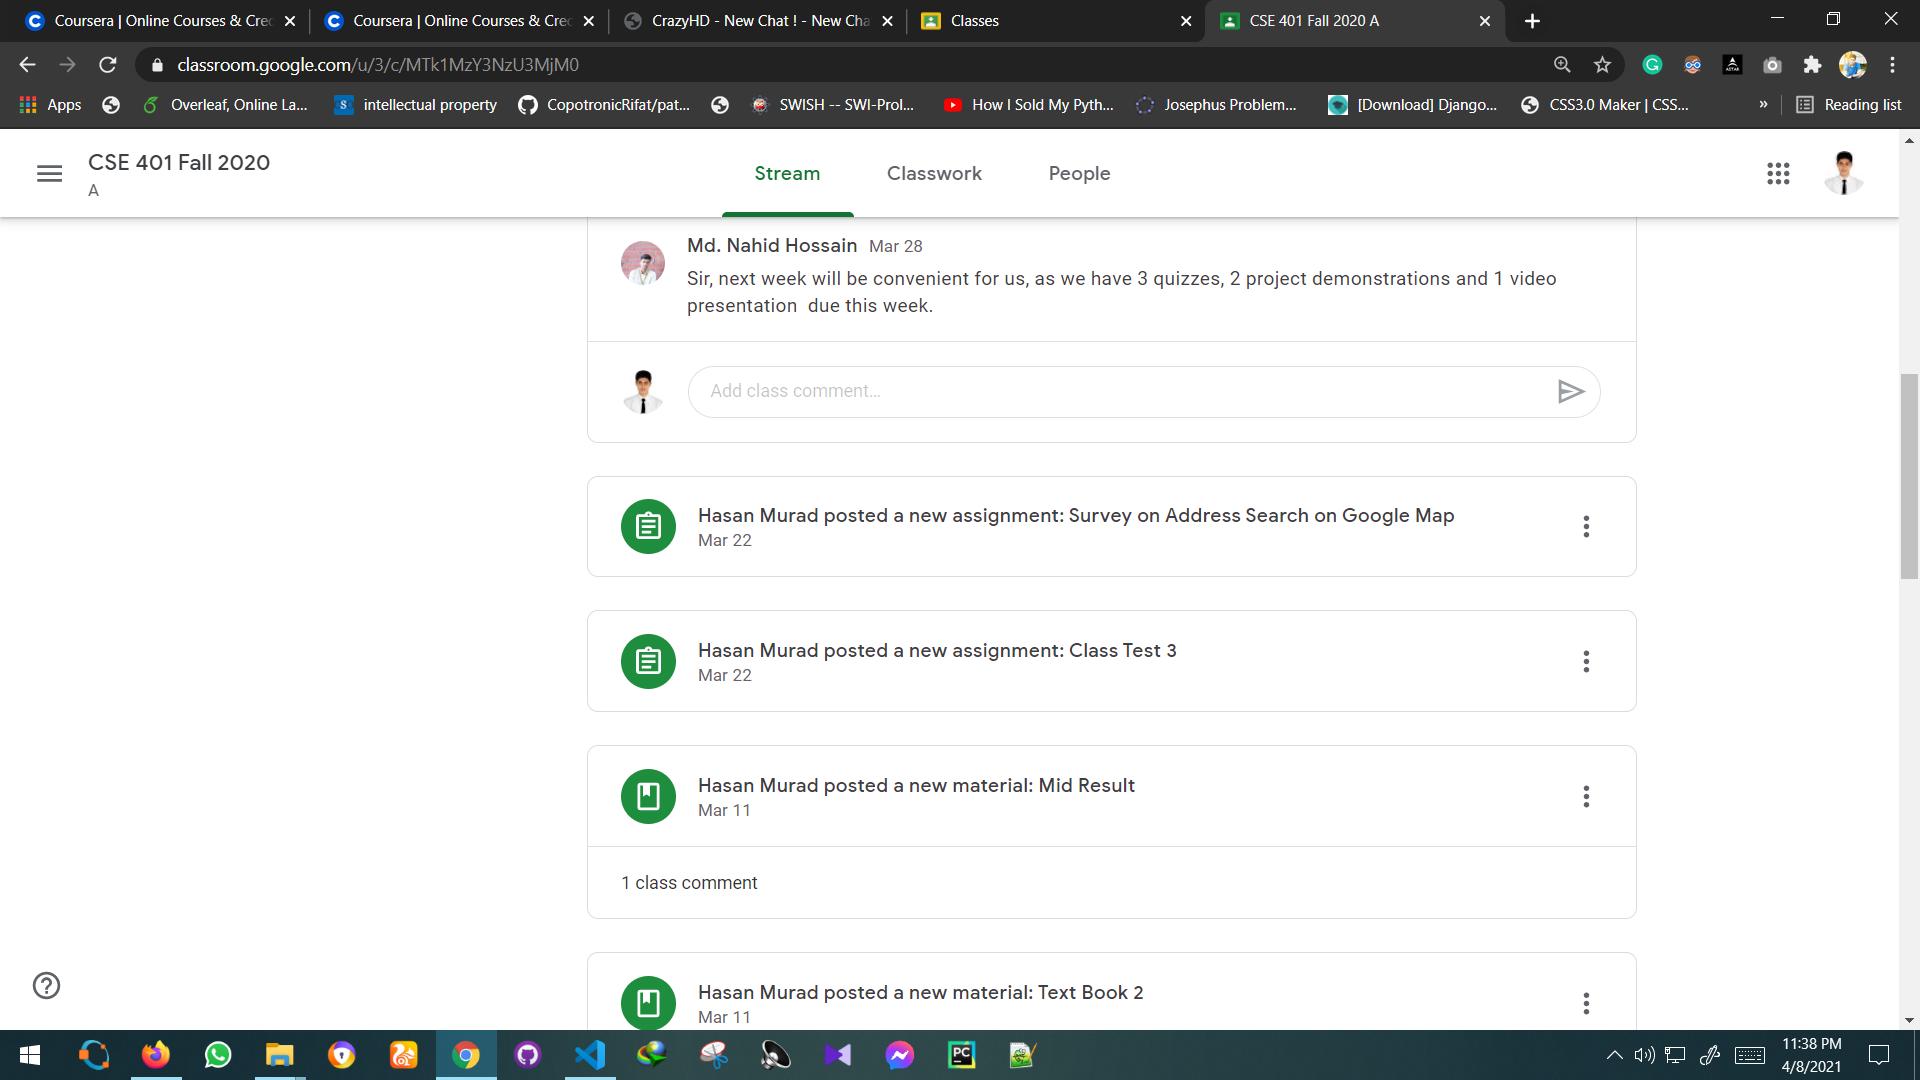 Coursera | Online Courses & Cre
Coursera | Online Courses & Cre
CrazyHD - New Chat ! - New Cha
Classes
CSE 401 Fall 2020 A
classroom.google.com/u/3/c/MTk1MzY3NzU3MjM0
Apps
Overleaf, Online La...
intellectual property
CopotronicRifat/pat...
SWISH -- SWI-Prol...
How I Sold My Pyth...
Josephus Problem...
[Download] Django...
CSS3.0 Maker | CSS...
»
Reading list
CSE 401 Fall 2020
A
Stream
Classwork
People
Md. Nahid Hossain Mar 28
Sir, next week will be convenient for us, as we have 3 quizzes, 2 project demonstrations and 1 video
presentation  due this week.
Add class comment...
Hasan Murad posted a new assignment: Survey on Address Search on Google Map
Mar 22
Hasan Murad posted a new assignment: Class Test 3
Mar 22
Hasan Murad posted a new material: Mid Result
Mar 11
1 class comment
Hasan Murad posted a new material: Text Book 2
Mar 11
11:38 PM
4/8/2021